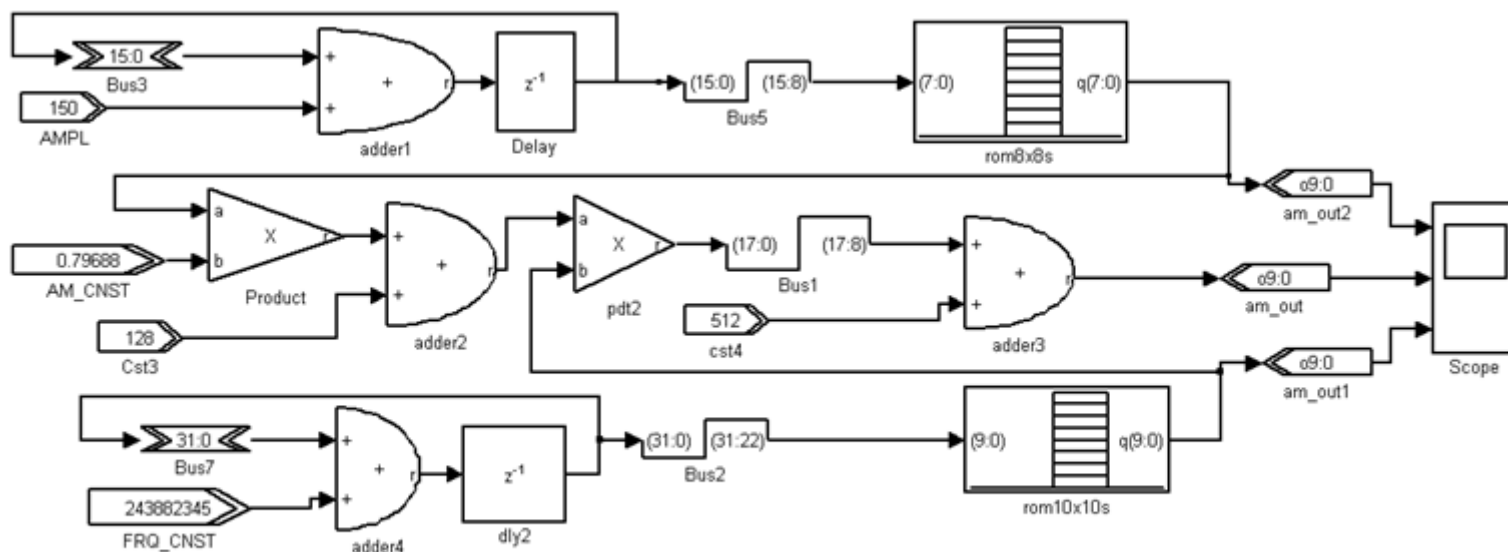 15:0
Bus3
150
AMPL
+
+
+
r
adder1
z-1
Delay
(15:0) (15:8)
Bus5
(7:0) q(7:0)
rom8x8s
o9:0
am_out2
a
b
X
r
Product
0.79688
AM_CNST
128
Cst3
+
+
+
r
adder2
a
b
X
r
pdt2
(17:0) (17:8)
Bus1
512
cst4
+
+
+
r
adder3
o9:0
am_out
o9:0
am_out1
Scope
31:0
Bus7
243882345
FRQ_CNST
+
+
+
r
adder4
z-1
dly2
(31:0) (31:22)
Bus2
(9:0) q(9:0)
rom10x10s